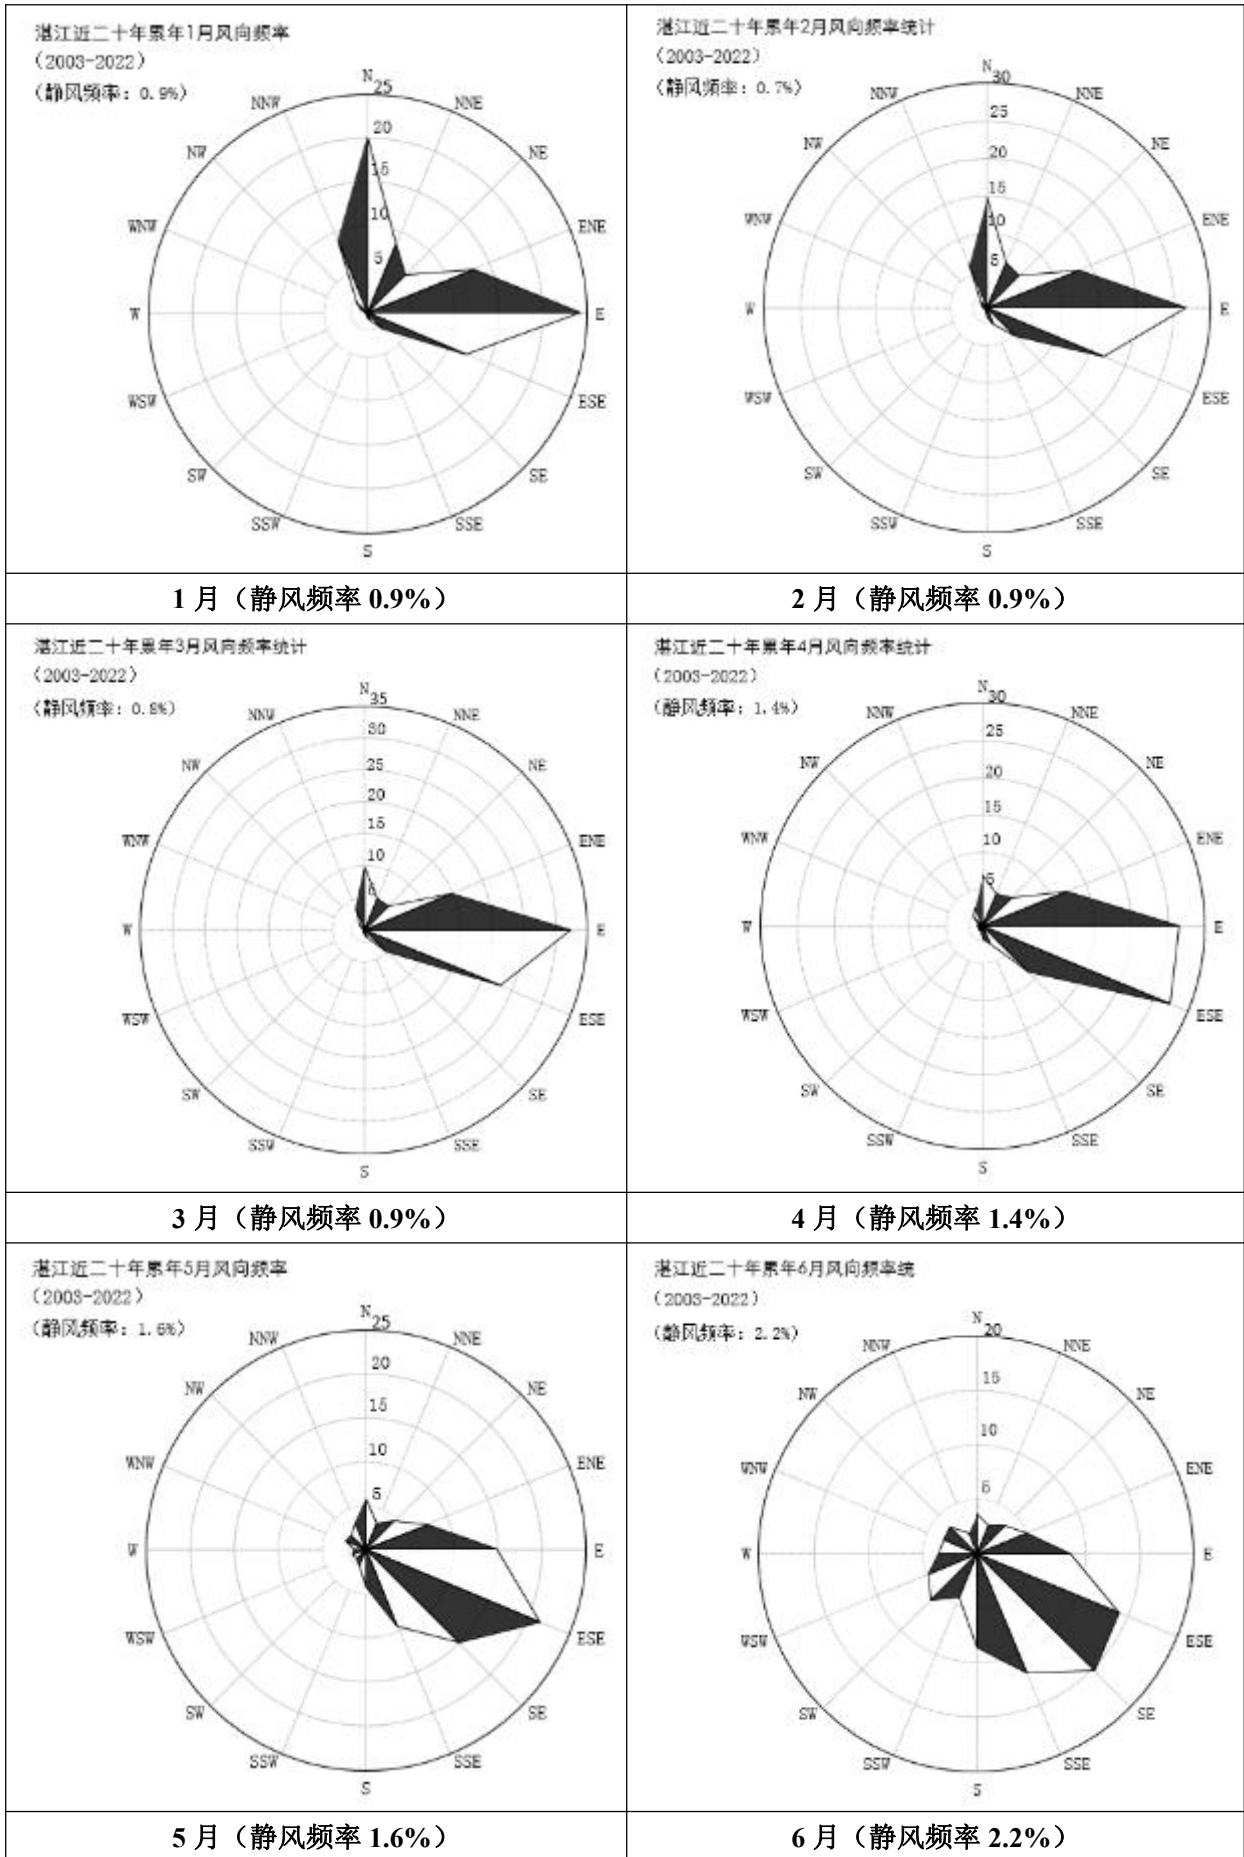 湛江近二十年累年1月风向频率
（2003-2022）
（静风频率：0.9%）
N
25
20
15
10
5
NNE
NE
ENE
E
ESE
SE
SSE
S
SSW
SW
WSW
W
WNW
NW
NNW
湛江近二十年累年2月风向频率统计
（2003-2022）
（静风频率：0.7%）
N
30
25
20
15
10
5
NNE
NE
ENE
E
ESE
SE
SSE
S
SSW
SW
WSW
W
WNW
NW
NNW
1 月（静风频率 0.9%）
2 月（静风频率 0.9%）
湛江近二十年累年3月风向频率统计
（2003-2022）
（静风频率：0.8%）
N
35
30
25
20
15
10
5
NNE
NE
ENE
E
ESE
SE
SSE
S
SSW
SW
WSW
W
WNW
NW
NNW
湛江近二十年累年4月风向频率统计
（2003-2022）
（静风频率：1.4%）
N
30
25
20
15
10
5
NNE
NE
ENE
E
ESE
SE
SSE
S
SSW
SW
WSW
W
WNW
NW
NNW
3 月（静风频率 0.9%）
4 月（静风频率 1.4%）
湛江近二十年累年5月风向频率
（2003-2022）
（静风频率：1.6%）
N
25
20
15
10
5
NNE
NE
ENE
E
ESE
SE
SSE
S
SSW
SW
WSW
W
WNW
NW
NNW
湛江近二十年累年6月风向频率统
（2003-2022）
（静风频率：2.2%）
N
20
15
10
5
NNE
NE
ENE
E
ESE
SE
SSE
S
SSW
SW
WSW
W
WNW
NW
NNW
5 月（静风频率 1.6%）
6 月（静风频率 2.2%）